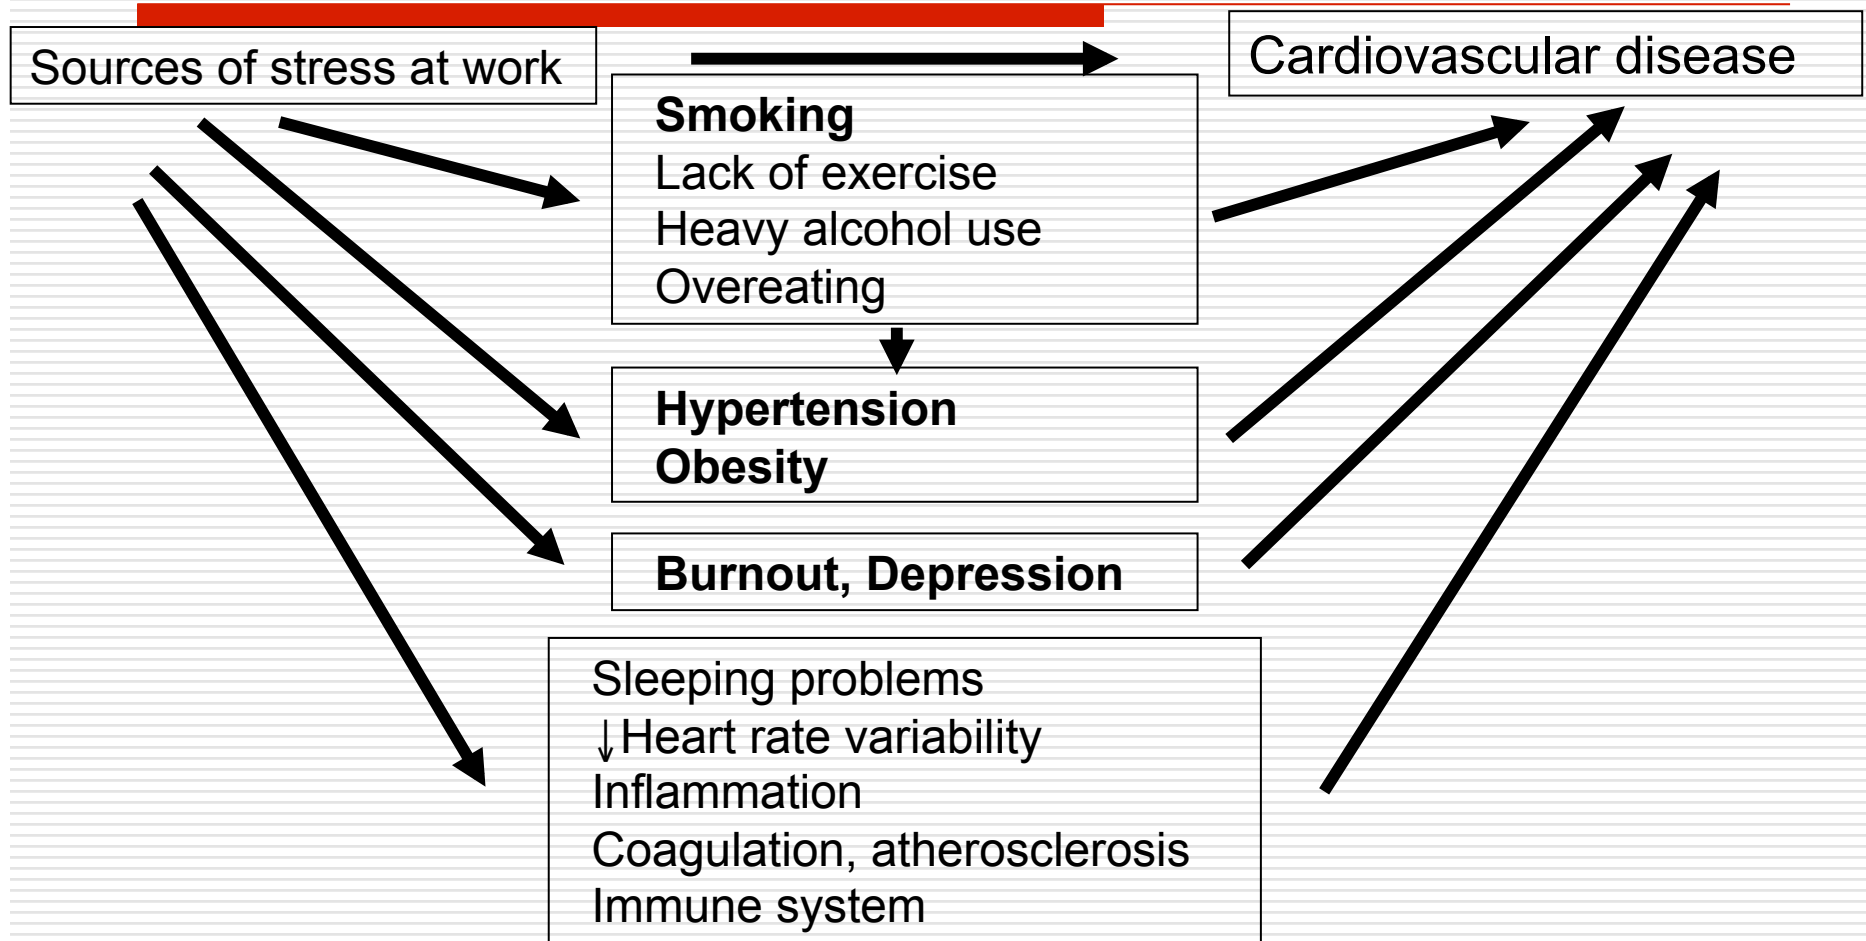 Sources of stress at work
Cardiovascular disease
Smoking
Lack of exercise
Heavy alcohol use
Overeating
Hypertension
Obesity
Burnout, Depression
Sleeping problems
↓Heart rate variability
Inflammation
Coagulation, atherosclerosis
Immune system